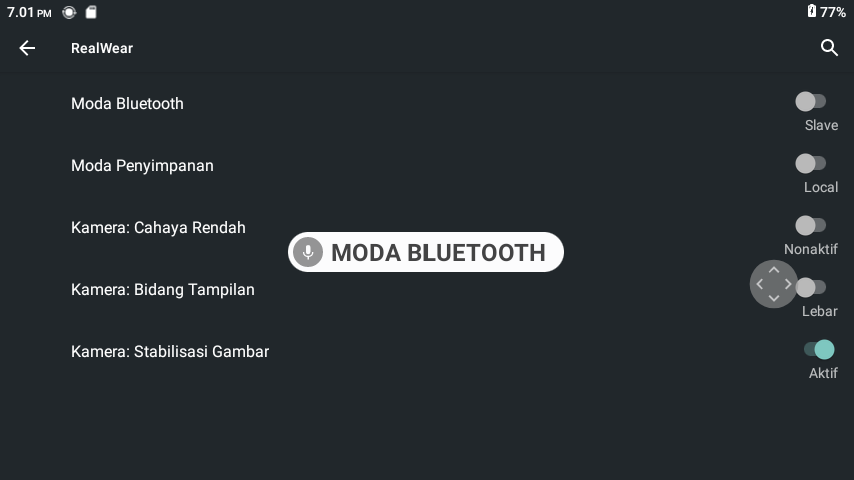 7.01 PM
77%
RealWear
Moda Bluetooth
Slave
Moda Penyimpanan
Local
Kamera: Cahaya Rendah
Nonaktif
MODA BLUETOOTH
Kamera: Bidang Tampilan
Lebar
Kamera: Stabilisasi Gambar
Aktif